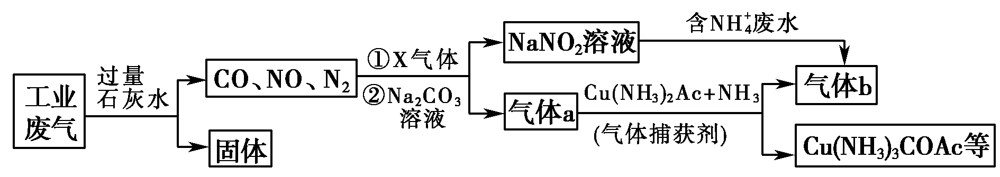 工业
废气
过量
石灰水
CO、NO、N₂
固体
①X气体
②Na₂CO₃
溶液
NaNO₂溶液
气体a
含NH₄⁺废水
Cu(NH₃)₂Ac+NH₃
(气体捕获剂)
气体b
Cu(NH₃)₃COAc等